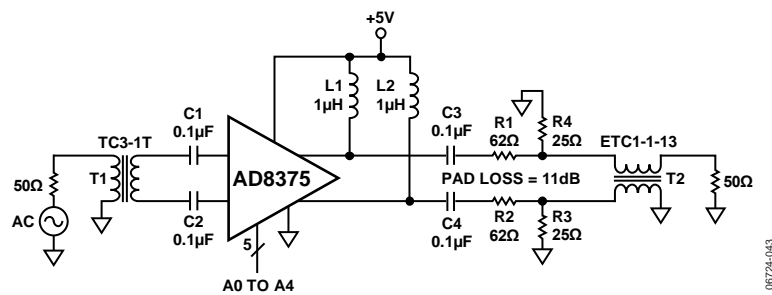 +5V
L1
1µH
L2
1µH
C1
0.1µF
TC3-1T
50Ω
T1
AC
C2
0.1µF
AD8375
5
A0 TO A4
C3
0.1µF
R1
62Ω
R4
25Ω
ETC1-1-13
PAD LOSS = 11dB
T2
50Ω
C4
0.1µF
R2
62Ω
R3
25Ω
06724-043